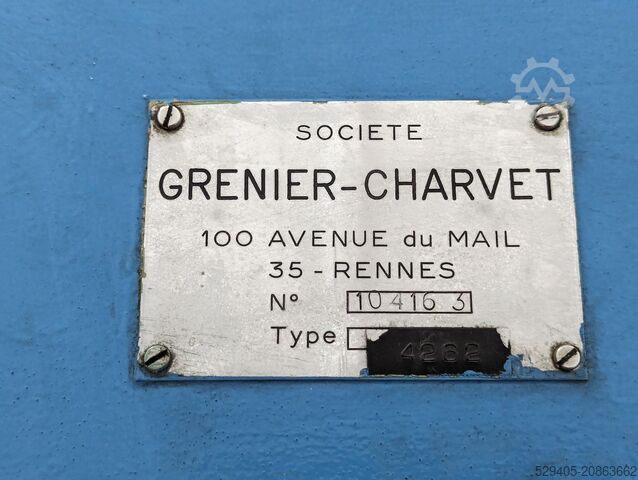 SOCIETE
GRENIER-CHARVET
100 AVENUE du MAIL
35 - RENNES
N° 10416 3
Type 4262
529405-20863662